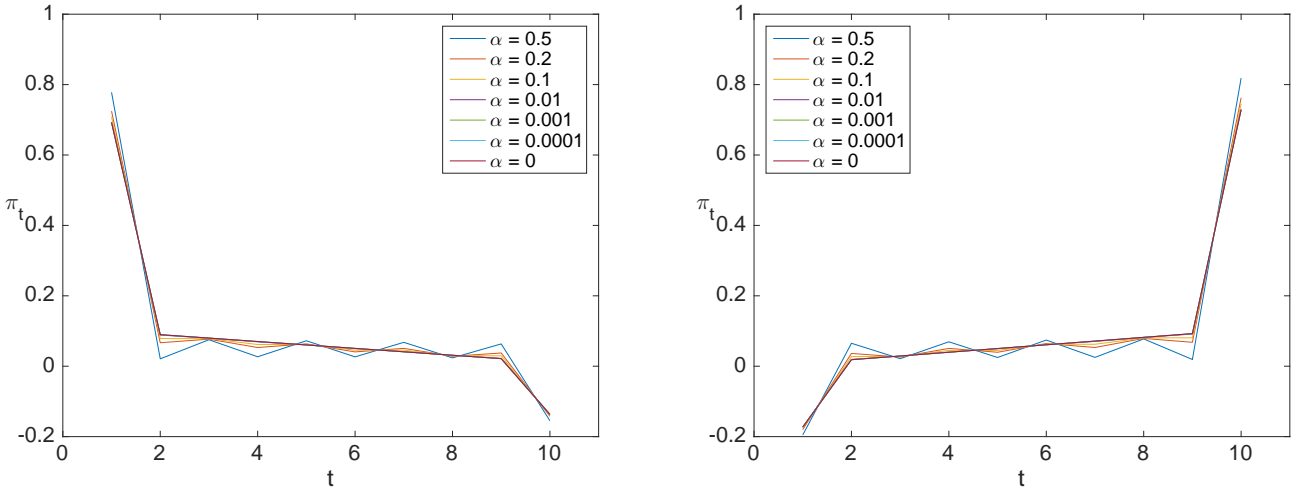 1
0.8
0.6
0.4
0.2
0
-0.2
π_t
0
2
4
6
8
10
t
α = 0.5
α = 0.2
α = 0.1
α = 0.01
α = 0.001
α = 0.0001
α = 0
1
0.8
0.6
0.4
0.2
0
-0.2
π_t
0
2
4
6
8
10
t
α = 0.5
α = 0.2
α = 0.1
α = 0.01
α = 0.001
α = 0.0001
α = 0